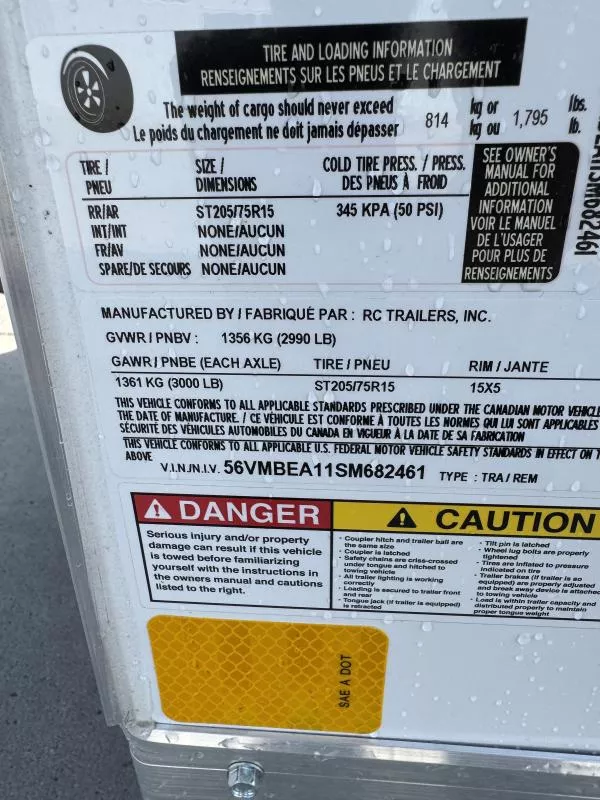 TIRE AND LOADING INFORMATION
RENSEIGNEMENTS SUR LES PNEUS ET LE CHARGEMENT
The weight of cargo should never exceed 814 kg or 1,795 lbs.
Le poids du chargement ne doit jamais dépasser kg ou lb.
TIRE / SIZE / COLD TIRE PRESS. / PRESS.
PNEU DIMENSIONS DES PNEUS À FROID
RR/AR ST205/75R15 345 KPA (50 PSI)
INT/INT NONE/AUCUN
FR/AV NONE/AUCUN
SPARE/DE SECOURS NONE/AUCUN
SEE OWNER'S
MANUAL FOR
ADDITIONAL
INFORMATION
VOIR LE MANUEL
DE L'USAGER
POUR PLUS DE
RENSEIGNEMENTS
MANUFACTURED BY / FABRIQUÉ PAR : RC TRAILERS, INC.
GVWR / PNBV : 1356 KG (2990 LB)
GAWR / PNBE (EACH AXLE) TIRE / PNEU RIM / JANTE
1361 KG (3000 LB) ST205/75R15 15X5
THIS VEHICLE CONFORMS TO ALL APPLICABLE STANDARDS PRESCRIBED UNDER THE CANADIAN MOTOR VEHICLE
THE DATE OF MANUFACTURE. / CE VÉHICULE EST CONFORME À TOUTES LES NORMES QUI LUI SONT APPLICABLES
SÉCURITÉ DES VÉHICULES AUTOMOBILES DU CANADA EN VIGUEUR À LA DATE DE SA FABRICATION
THIS VEHICLE CONFORMS TO ALL APPLICABLE U.S. FEDERAL MOTOR VEHICLE SAFETY STANDARDS IN EFFECT ON
ABOVE
V.I.N./N.I.V. 56VMBEA11SM682461 TYPE : TRA / REM
DANGER
Serious injury and/or property
damage can result if this vehicle
is towed before familiarizing
yourself with the instructions in
the owners manual and cautions
listed to the right.
CAUTION
- Coupler hitch and trailer ball are
the same size
- Coupler is latched
- Safety chains are criss-crossed
under tongue and hitched to
towing vehicle
- All trailer lighting is working
correctly
- Loading is secured to trailer front
and rear
- Tongue jack (if trailer is equipped)
is retracted
- Tilt pin is latched
- Wheel lug bolts are properly
tightened
- Tires are inflated to pressure
indicated on tire
- Trailer brakes (if trailer is so
equipped) are properly adjusted
and break away device is attached
to towing vehicle
- Load is within trailer capacity and
distributed properly to maintain
proper tongue weight
SAE A DOT